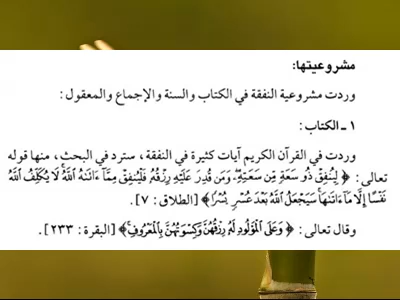 مشروعيتها:
وردت مشروعية النفقة في الكتاب والسنة والإجماع والمعقول :
١ ـ الكتاب :
وردت في القرآن الكريم آيات كثيرة في النفقة ، سترد في البحث ، منها قوله
تعالى : ﴿ لِيُنفِقْ ذُو سَعَةٍ مِّن سَعَتِهِۦ وَمَن قُدِرَ عَلَيْهِ رِزْقُهُۥ فَلْيُنفِقْ مِمَّآ ءَاتَىٰهُ ٱللَّهُ لَا يُكَلِّفُ ٱللَّهُ
نَفْسًا إِلَّا مَآ ءَاتَىٰهَا سَيَجْعَلُ ٱللَّهُ بَعْدَ عُسْرٍ يُسْرًا ﴾ [الطلاق : ٧] .
وقال تعالى : ﴿ وَعَلَى ٱلْمَوْلُودِ لَهُۥ رِزْقُهُنَّ وَكِسْوَتُهُنَّ بِٱلْمَعْرُوفِ ﴾ [البقرة : ٢٣٣] .